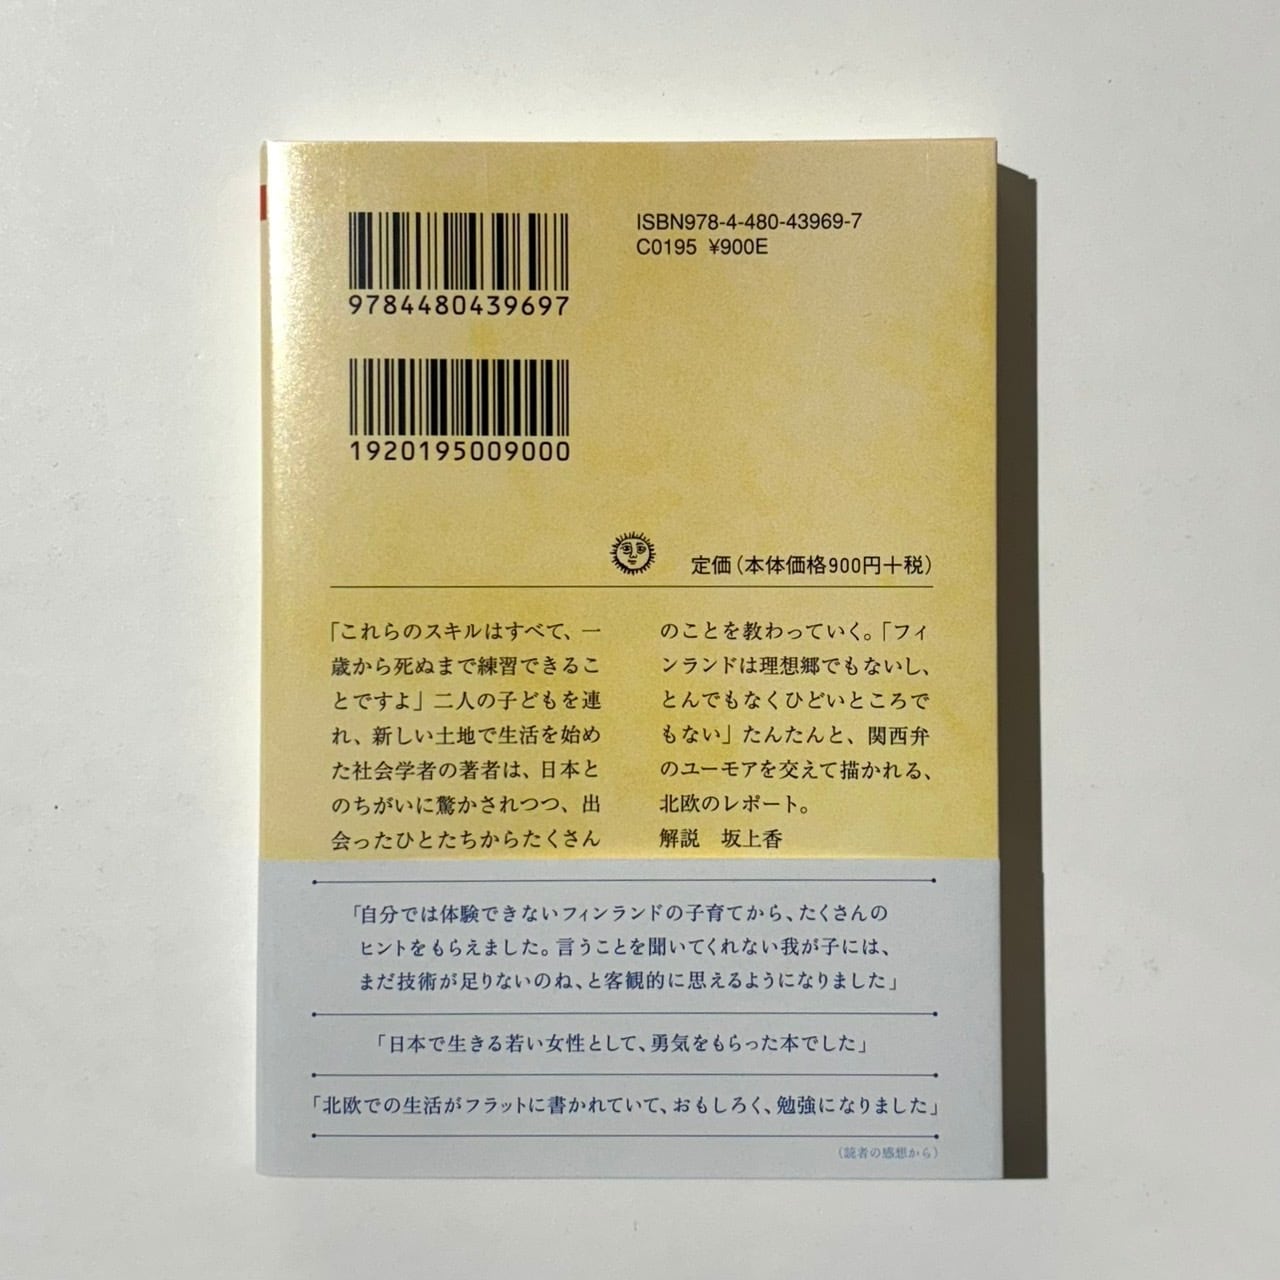 9784480439697
ISBN978-4-480-43969-7
C0195 ¥900E
1920195009000
定価(本体価格900円＋税)
「これらのスキルはすべて、一
歳から死ぬまで練習できるこ
とですよ」二人の子どもを連
れ、新しい土地で生活を始め
た社会学者の著者は、日本と
のちがいに驚かされつつ、出
会ったひとたちからたくさん
のことを教わっていく。「フィ
ンランドは理想郷でもないし、
とんでもなくひどいところで
もない」たんたんと、関西弁
のユーモアを交えて描かれる、
北欧のレポート。
解説　坂上香
「自分では体験できないフィンランドの子育てから、たくさんの
ヒントをもらえました。言うことを聞いてくれない我が子には、
まだ技術が足りないのね、と客観的に思えるようになりました」
「日本で生きる若い女性として、勇気をもらった本でした」
「北欧での生活がフラットに書かれていて、おもしろく、勉強になりました」
（読者の感想から）